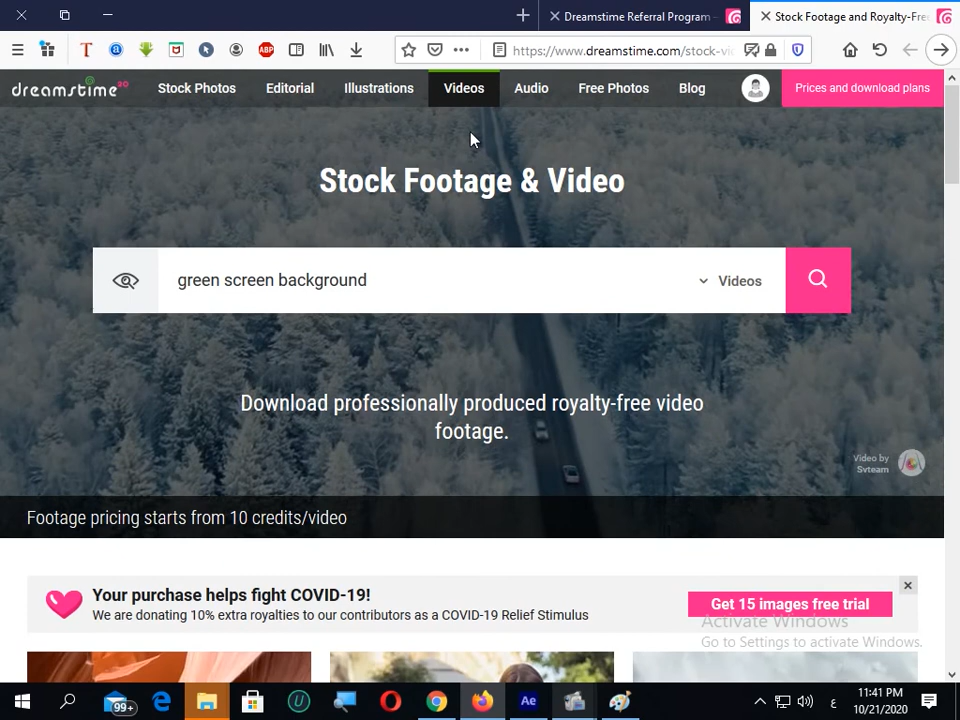 Dreamstime Referral Program
Stock Footage and Royalty-Fre
T
a
ABP
https://www.dreamstime.com/stock-vi
dreamstime
Stock Photos
Editorial
Illustrations
Videos
Audio
Free Photos
Blog
Prices and download plans
Stock Footage & Video
green screen background
Videos
Download professionally produced royalty-free video
footage.
Video by
Svteam
Footage pricing starts from 10 credits/video
Your purchase helps fight COVID-19!
We are donating 10% extra royalties to our contributors as a COVID-19 Relief Stimulus
Get 15 images free trial
Activate Windows
Go to Settings to activate Windows.
99+
U
Ae
ع
11:41 PM
10/21/2020